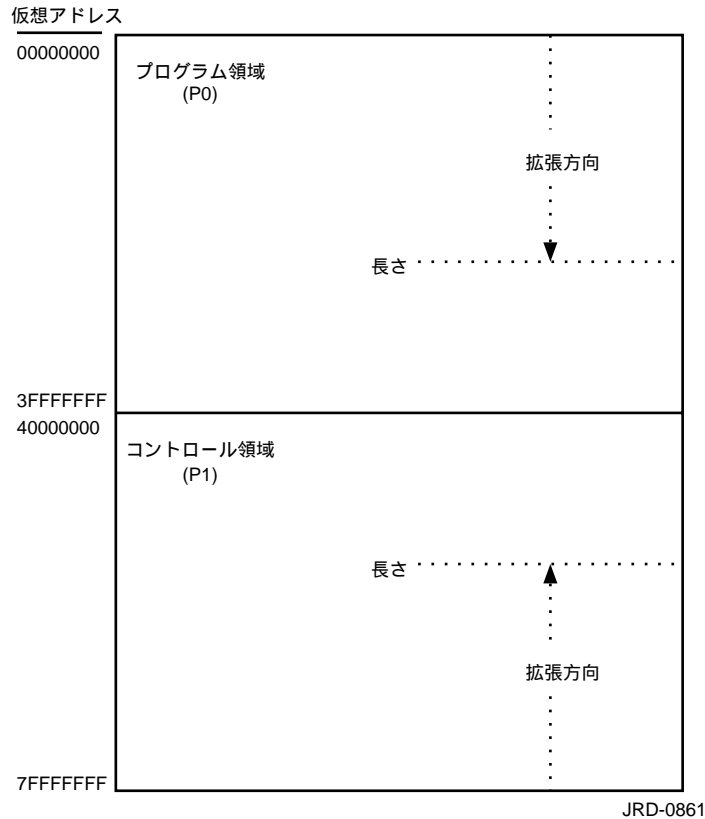 仮想アドレス
00000000
プログラム領域
(P0)
拡張方向
長さ
3FFFFFFF
40000000
コントロール領域
(P1)
長さ
拡張方向
7FFFFFFF
JRD-0861